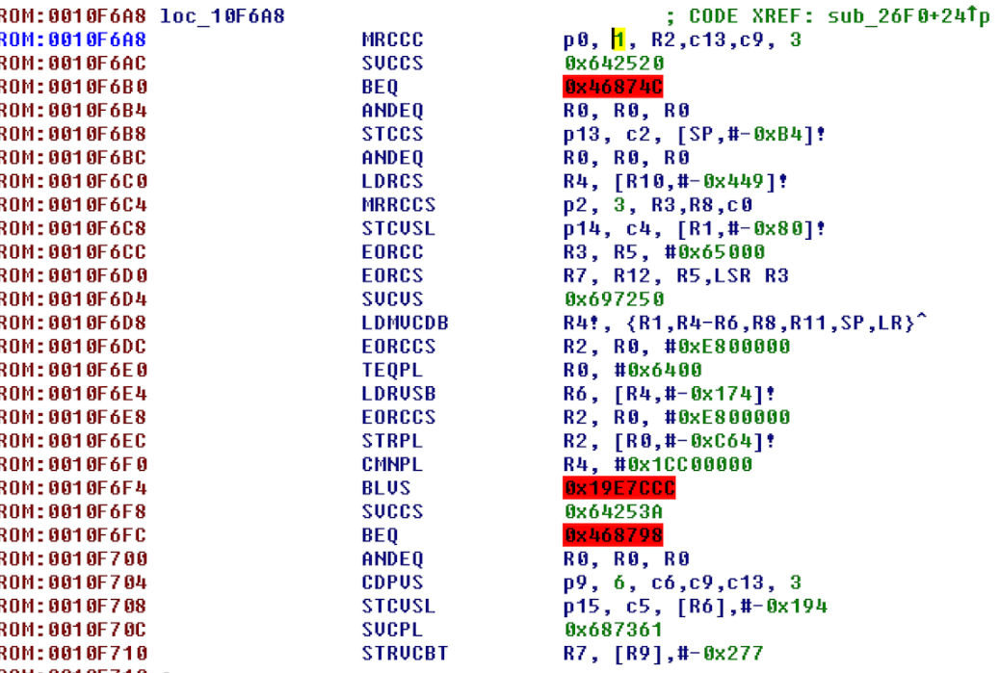 ROM:0010F6A8 loc_10F6A8 ; CODE XREF: sub_26F0+24↑p
ROM:0010F6A8 MRCCC p0, 1, R2,c13,c9, 3
ROM:0010F6AC SVCCS 0x642520
ROM:0010F6B0 BEQ 0x46874C
ROM:0010F6B4 ANDEQ R0, R0, R0
ROM:0010F6B8 STCCS p13, c2, [SP,#-0xB4]!
ROM:0010F6BC ANDEQ R0, R0, R0
ROM:0010F6C0 LDRCS R4, [R10,#-0x449]!
ROM:0010F6C4 MRRCCS p2, 3, R3,R8,c0
ROM:0010F6C8 STCVSL p14, c4, [R1,#-0x80]!
ROM:0010F6CC EORCC R3, R5, #0x65000
ROM:0010F6D0 EORCS R7, R12, R5,LSR R3
ROM:0010F6D4 SVCVS 0x697250
ROM:0010F6D8 LDMVCDB R4!, {R1,R4-R6,R8,R11,SP,LR}^
ROM:0010F6DC EORCCS R2, R0, #0xE800000
ROM:0010F6E0 TEQPL R0, #0x6400
ROM:0010F6E4 LDRVSB R6, [R4,#-0x174]!
ROM:0010F6E8 EORCCS R2, R0, #0xE800000
ROM:0010F6EC STRPL R2, [R0,#-0xC64]!
ROM:0010F6F0 CMNPL R4, #0x1CC00000
ROM:0010F6F4 BLVS 0x19E7CCC
ROM:0010F6F8 SVCCS 0x64253A
ROM:0010F6FC BEQ 0x468798
ROM:0010F700 ANDEQ R0, R0, R0
ROM:0010F704 CDPVS p9, 6, c6,c9,c13, 3
ROM:0010F708 STCVSL p15, c5, [R6],#-0x194
ROM:0010F70C SVCPL 0x687361
ROM:0010F710 STRVCBT R7, [R9],#-0x277